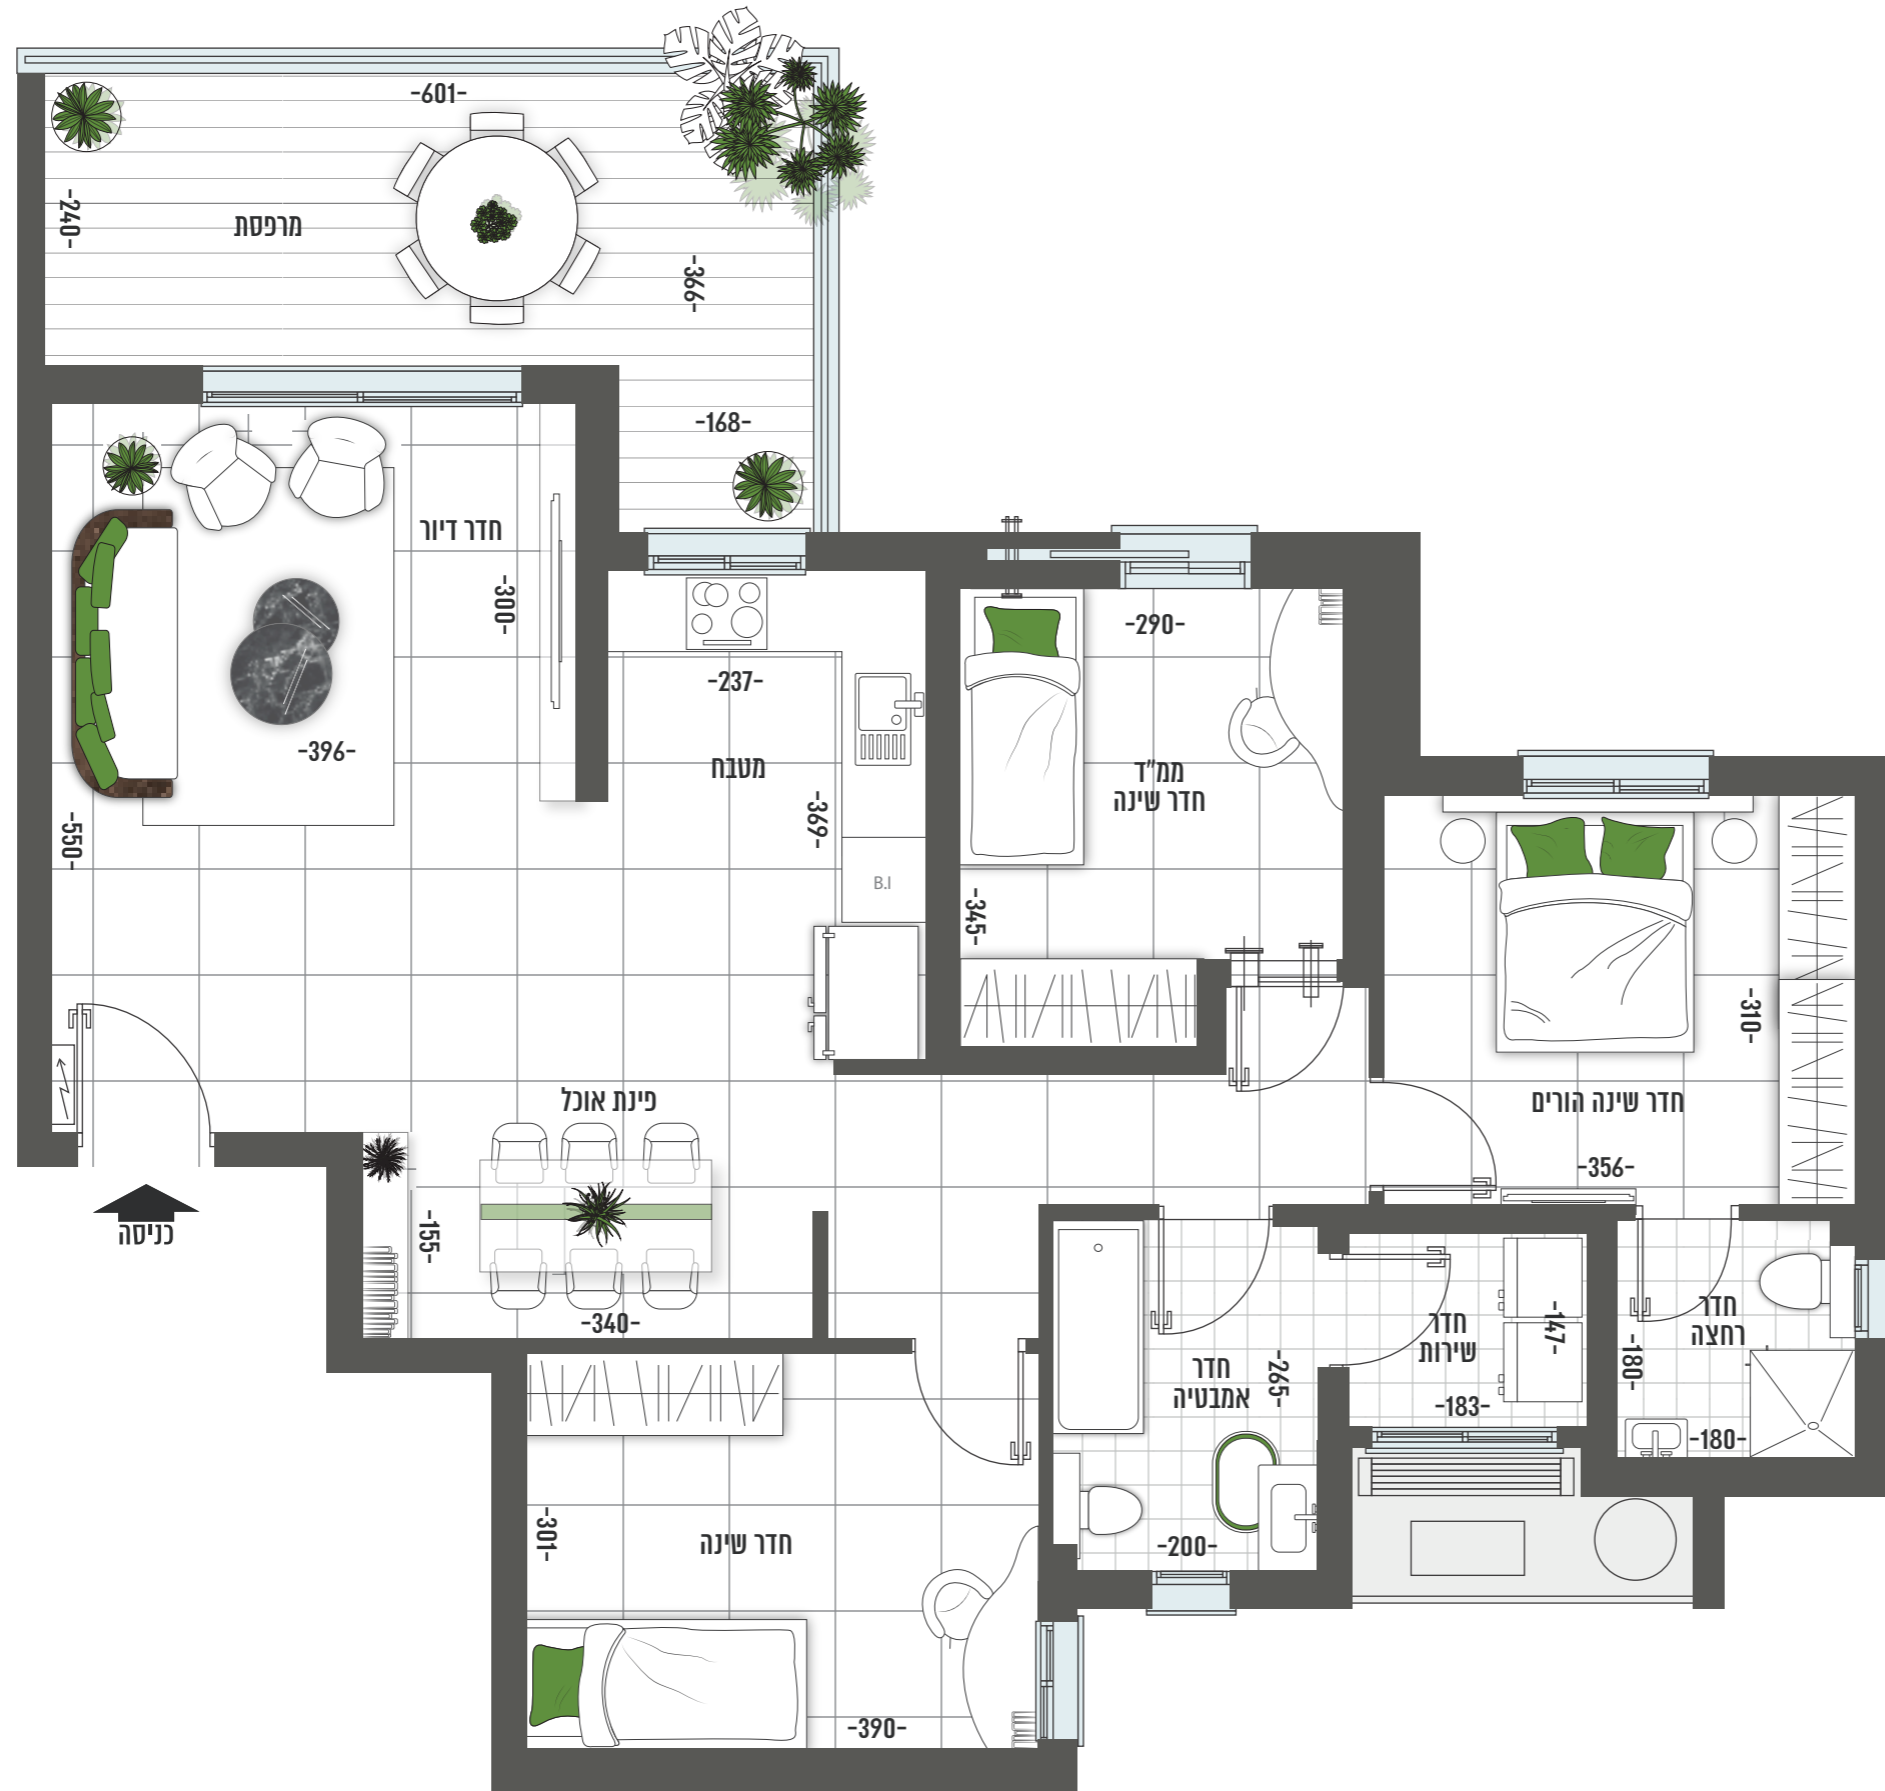 -601-
-240-
מרפסת
-366-
-168-
חדר דיור
-300-
-396-
-550-
-237-
מטבח
-369-
B.I
-290-
ממ"ד
חדר שינה
-345-
-310-
חדר שינה הורים
-356-
פינת אוכל
-155-
-340-
כניסה
חדר
רחצה
-180-
-180-
חדר
שירות
-147-
-183-
חדר
אמבטיה
-265-
-200-
-301-
חדר שינה
-390-